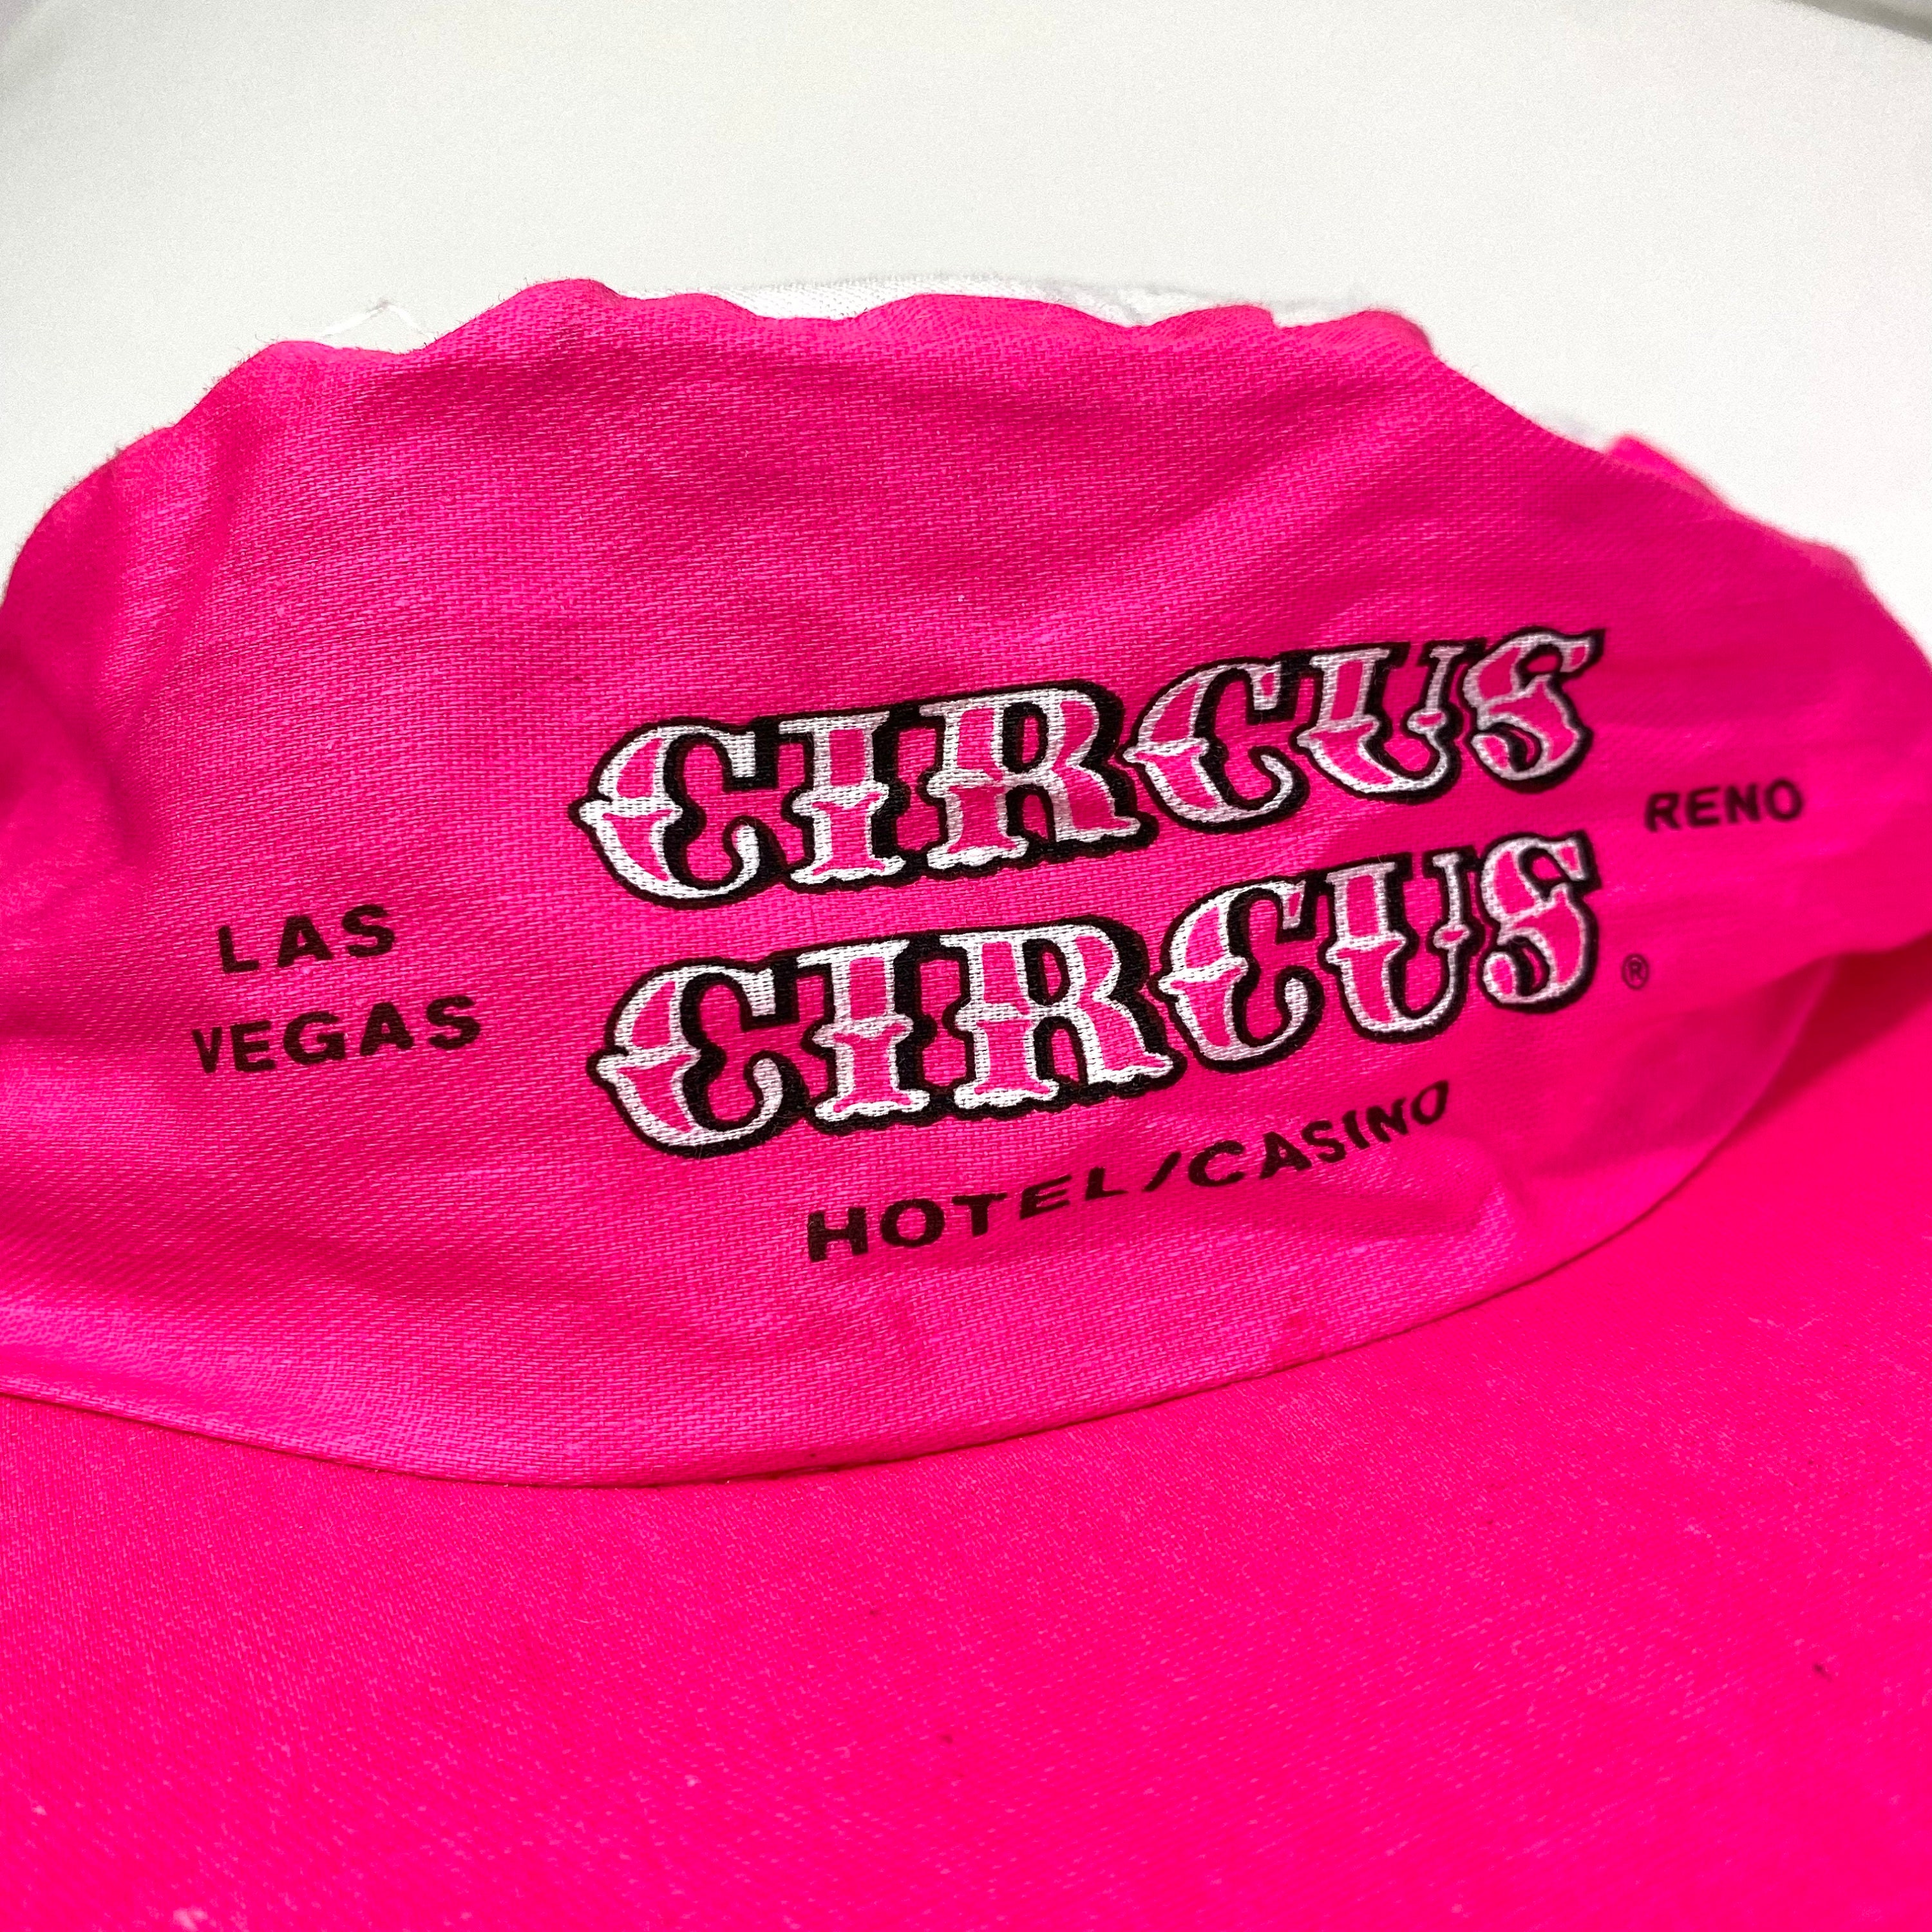 CIRCUS
RENO
LAS
VEGAS
CIRCUS®
HOTEL/CASINO